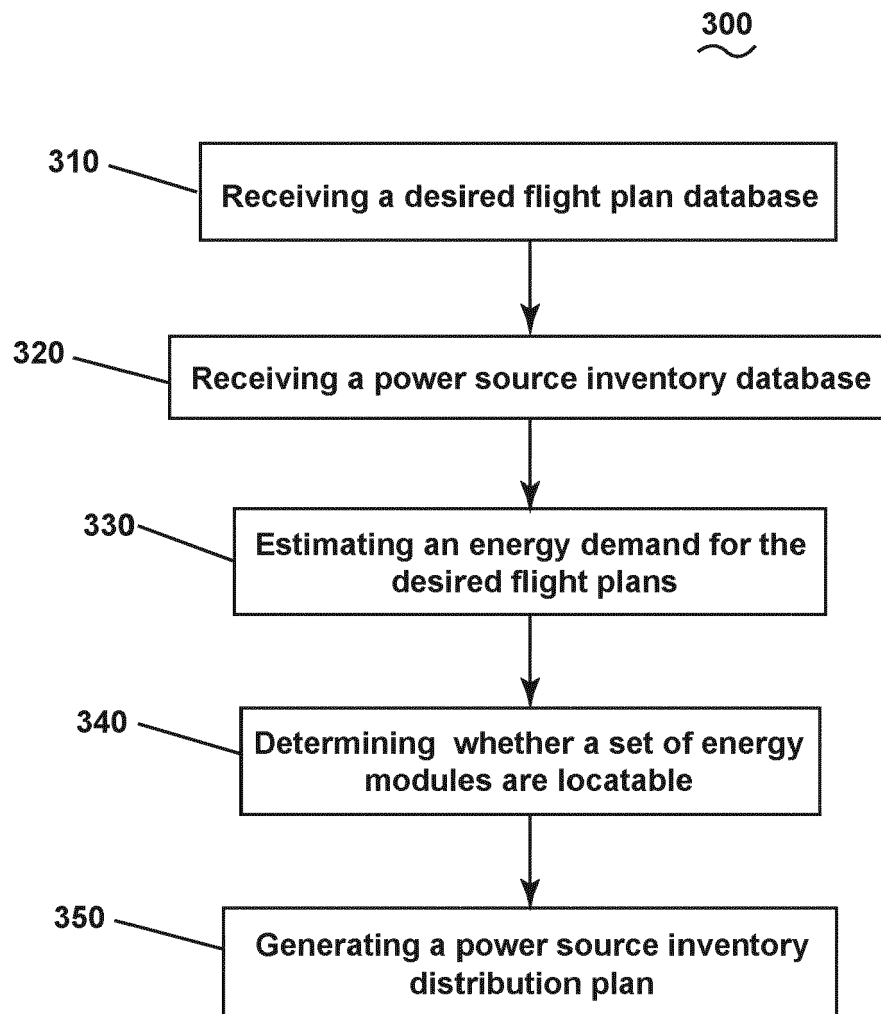 300
310
Receiving a desired flight plan database
320
Receiving a power source inventory database
330
Estimating an energy demand for the
desired flight plans
340
Determining whether a set of energy
modules are locatable
350
Generating a power source inventory
distribution plan